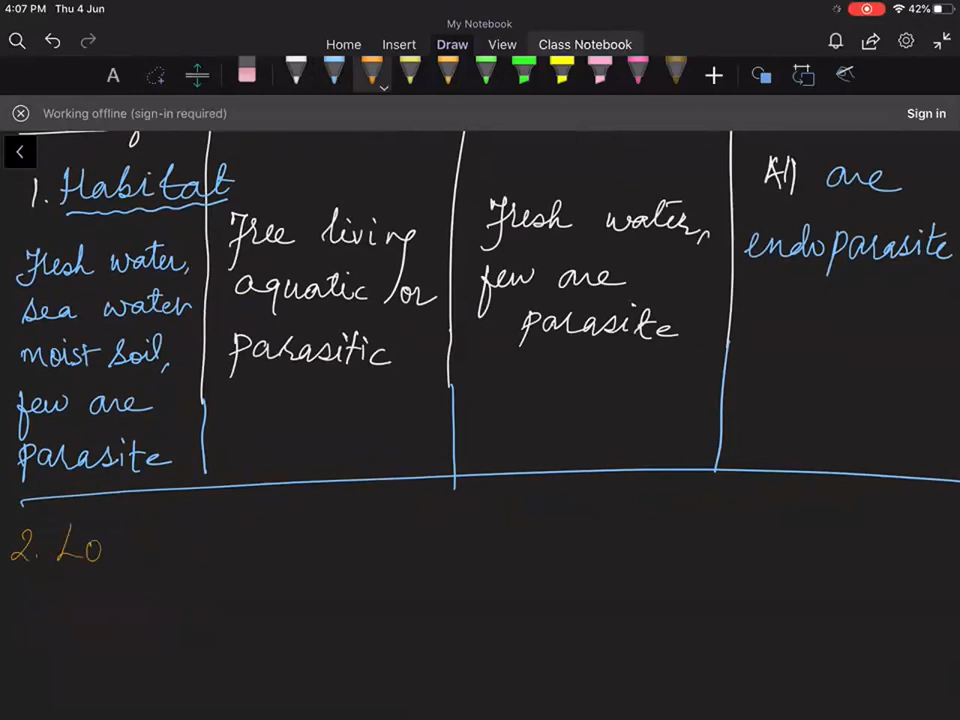 4:07 PM Thu 4 Jun
42%
My Notebook
Home Insert Draw View Class Notebook
A
Working offline (sign-in required)
Sign in
1. Habitat
Fresh water,
sea water
moist soil,
few are
parasite
Free living
aquatic or
parasitic
Fresh water,
few are
parasite
All are
endoparasite
2. Lo